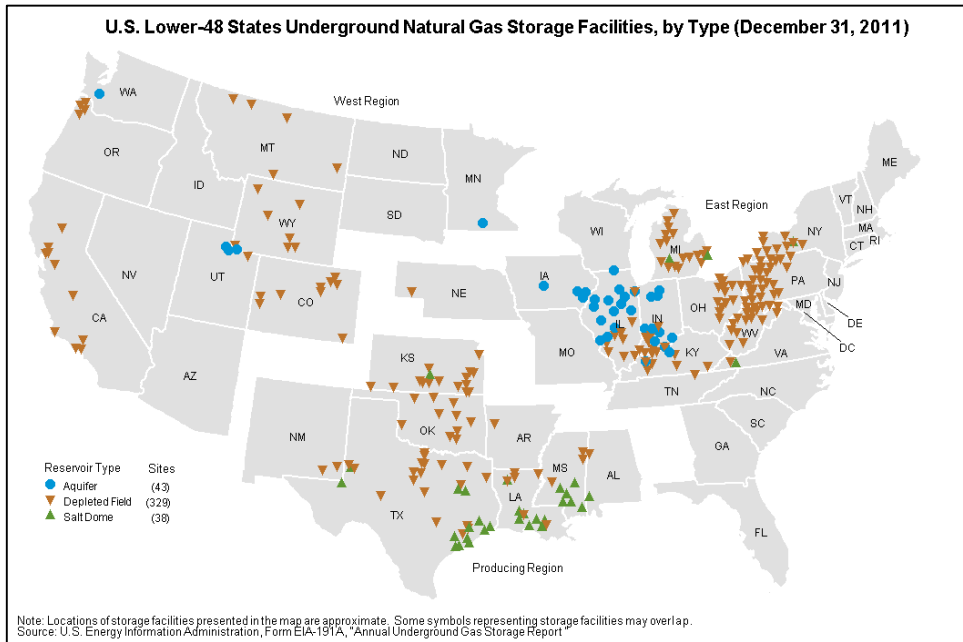 U.S. Lower-48 States Underground Natural Gas Storage Facilities, by Type (December 31, 2011)
West Region
WA
MT
ND
MN
ME
OR
ID
VT
NH
WY
SD
WI
East Region
NY
MA
MI
CT
RI
NV
UT
IA
PA
NJ
NE
CO
IL
IN
OH
MD
DE
CA
WV
DC
KS
MO
KY
VA
AZ
TN
NC
NM
OK
AR
SC
MS
AL
GA
TX
LA
FL
Reservoir Type Sites
Aquifer (43)
Depleted Field (329)
Salt Dome (38)
Producing Region
Note: Locations of storage facilities presented in the map are approximate. Some symbols representing storage facilities may overlap.
Source: U.S. Energy Information Administration, Form EIA-191A, "Annual Underground Gas Storage Report"